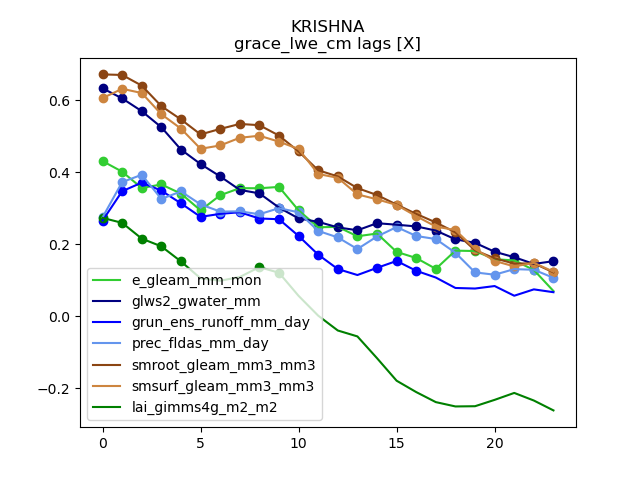 KRISHNA
grace_lwe_cm lags [X]
0.6
0.4
0.2
0.0
−0.2
e_gleam_mm_mon
glws2_gwater_mm
grun_ens_runoff_mm_day
prec_fldas_mm_day
smroot_gleam_mm3_mm3
smsurf_gleam_mm3_mm3
lai_gimms4g_m2_m2
0 5 10 15 20